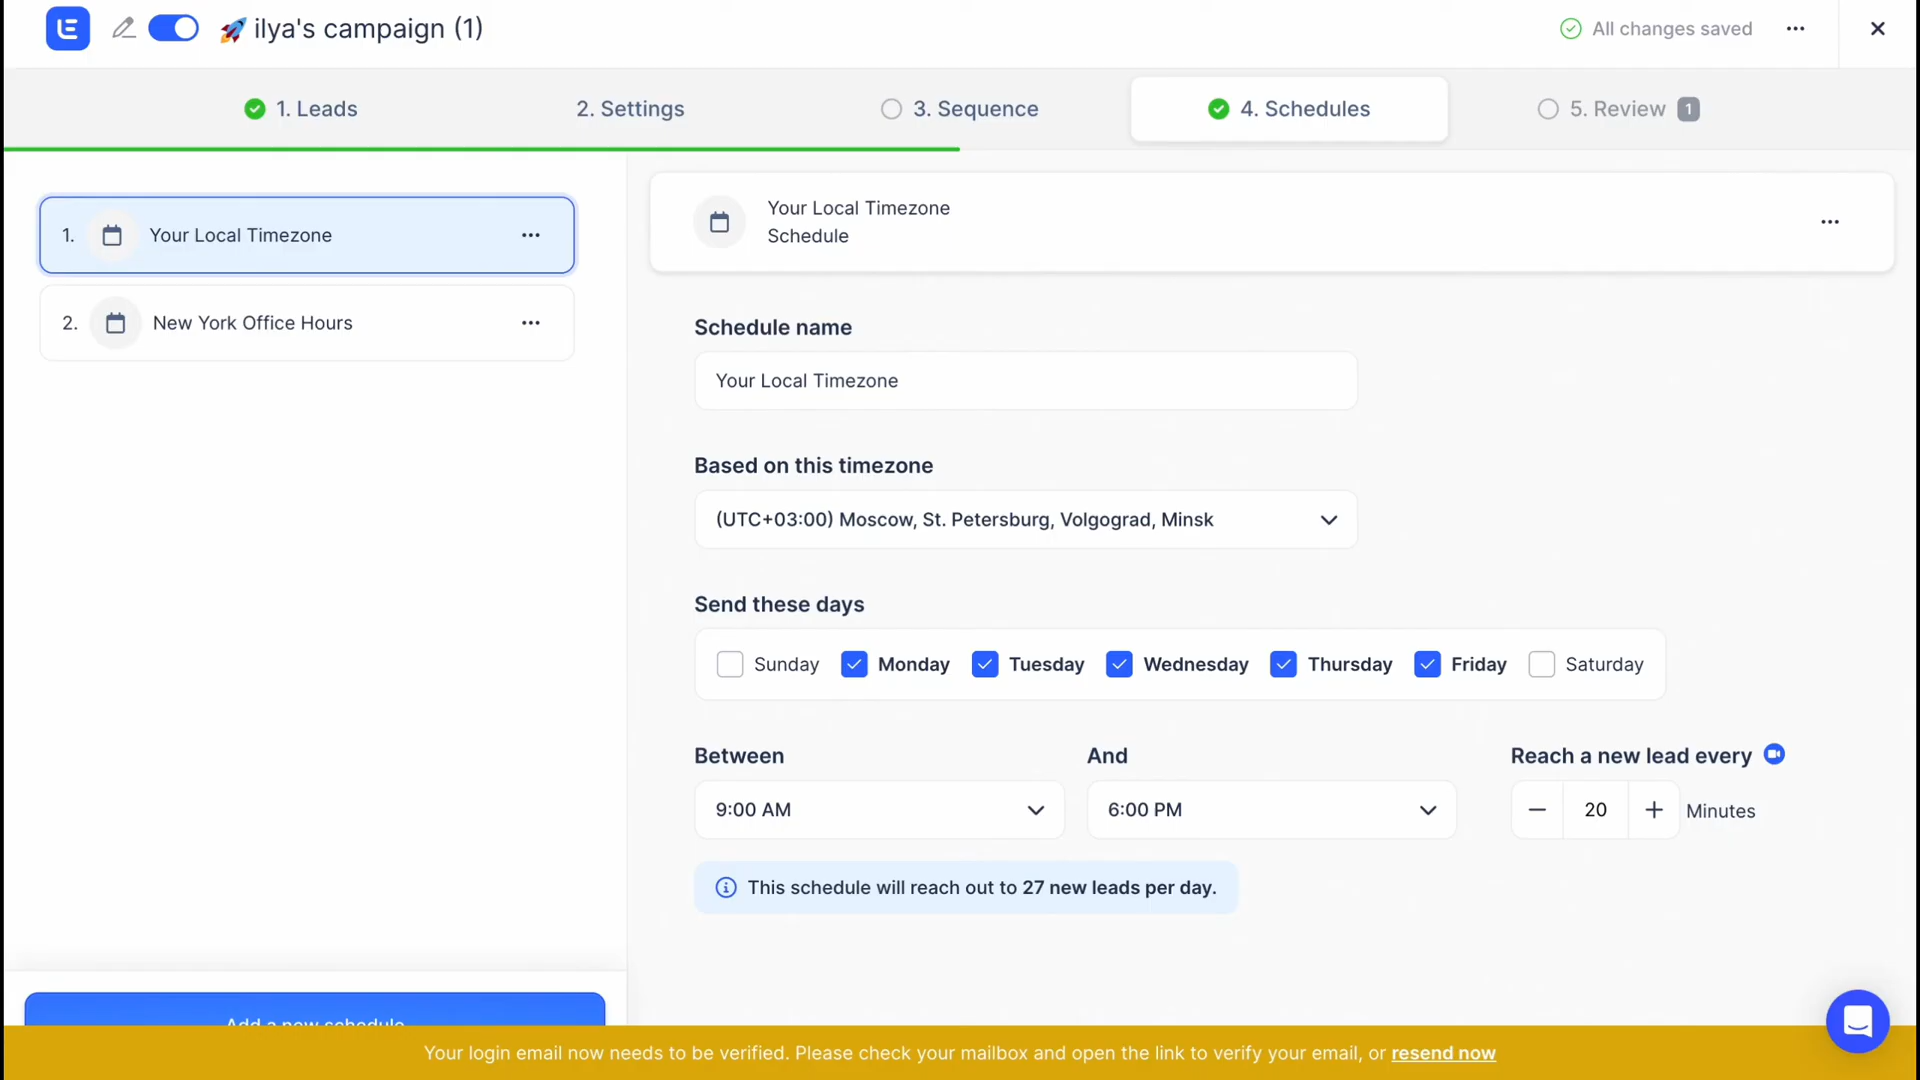 ilya's campaign (1)
All changes saved
1. Leads
2. Settings
3. Sequence
4. Schedules
5. Review 1
1. Your Local Timezone
2. New York Office Hours
Your Local Timezone
Schedule
Schedule name
Your Local Timezone
Based on this timezone
(UTC+03:00) Moscow, St. Petersburg, Volgograd, Minsk
Send these days
Sunday Monday Tuesday Wednesday Thursday Friday Saturday
Between And Reach a new lead every
9:00 AM 6:00 PM 20 Minutes
This schedule will reach out to 27 new leads per day.
Add a new schedule
Your login email now needs to be verified. Please check your mailbox and open the link to verify your email, or resend now